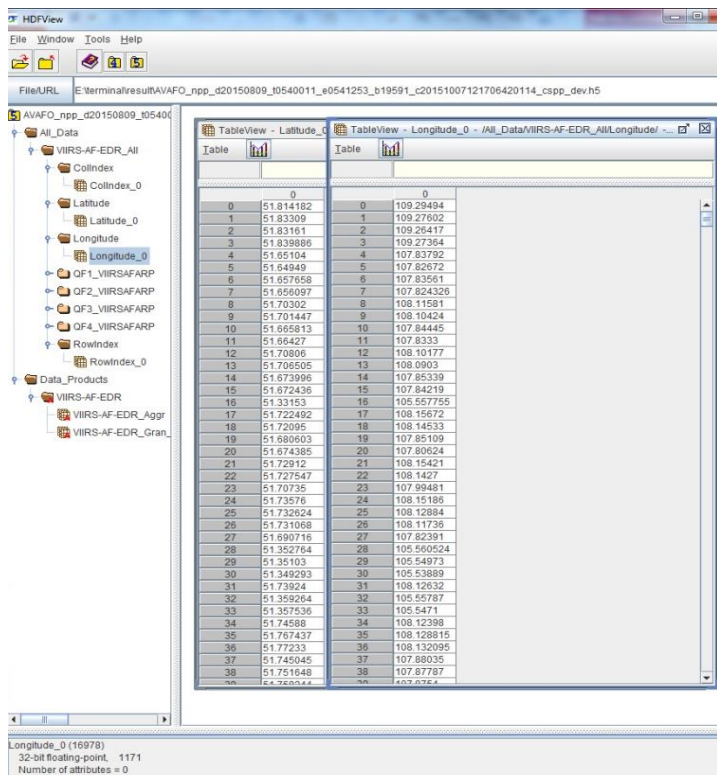 HDFView
File Window Tools Help
File/URL E:\terminal\result\AVAFO_npp_d20150809_t0540011_e0541253_b19591_c20151007121706420114_cspp_dev.h5
AVAFO_npp_d20150809_t05400
All_Data
VIIRS-AF-EDR_All
ColIndex
ColIndex_0
Latitude
Latitude_0
Longitude
Longitude_0
QF1_VIIRSAFARP
QF2_VIIRSAFARP
QF3_VIIRSAFARP
QF4_VIIRSAFARP
RowIndex
RowIndex_0
Data_Products
VIIRS-AF-EDR
VIIRS-AF-EDR_Aggr
VIIRS-AF-EDR_Gran_
TableView - Latitude_0
Table
0
0 51.814182
1 51.83309
2 51.83161
3 51.839886
4 51.65104
5 51.64949
6 51.657658
7 51.656097
8 51.70302
9 51.701447
10 51.665813
11 51.66427
12 51.70806
13 51.706505
14 51.673996
15 51.672436
16 51.33153
17 51.722492
18 51.72095
19 51.680603
20 51.674385
21 51.72912
22 51.727547
23 51.70735
24 51.73576
25 51.732624
26 51.731068
27 51.690716
28 51.352764
29 51.35103
30 51.349293
31 51.73924
32 51.359264
33 51.357536
34 51.74588
35 51.767437
36 51.77233
37 51.745045
38 51.751648
TableView - Longitude_0 - /All_Data/VIIRS-AF-EDR_All/Longitude/ -...
Table
0
0 109.29494
1 109.27602
2 109.26417
3 109.27364
4 107.83792
5 107.82672
6 107.83561
7 107.824326
8 108.11581
9 108.10424
10 107.84445
11 107.8333
12 108.10177
13 108.0903
14 107.85339
15 107.84219
16 105.557755
17 108.15672
18 108.14533
19 107.85109
20 107.80624
21 108.15421
22 108.1427
23 107.99481
24 108.15186
25 108.12884
26 108.11736
27 107.82391
28 105.560524
29 105.54973
30 105.53889
31 108.12632
32 105.55787
33 105.5471
34 108.12398
35 108.128815
36 108.132095
37 107.88035
38 107.87787
Longitude_0 (16978)
32-bit floating-point, 1171
Number of attributes = 0